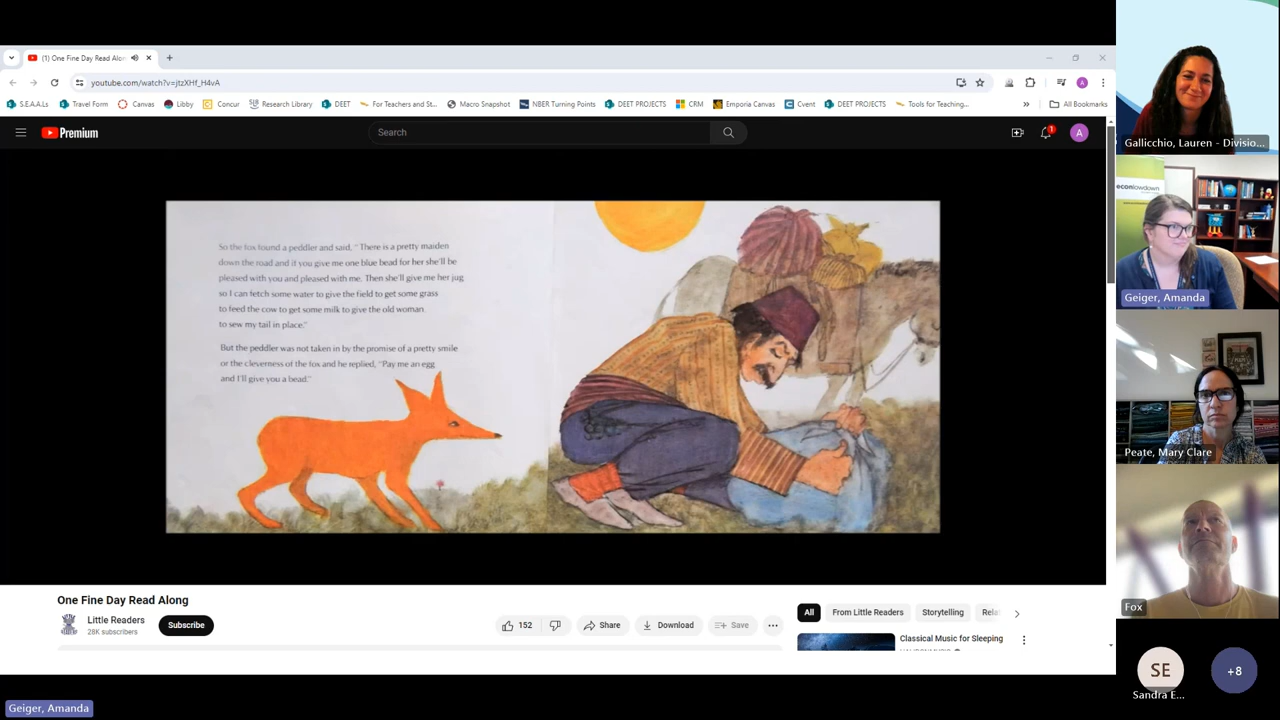 (1) One Fine Day Read Alon
youtube.com/watch?v=jtzXHf_H4vA
S.E.A.A.Ls
Travel Form
Canvas
Libby
Concur
Research Library
DEET
For Teachers and St...
Macro Snapshot
NBER Turning Points
DEET PROJECTS
CRM
Emporia Canvas
Cvent
DEET PROJECTS
Tools for Teaching...
»
All Bookmarks
Premium
Search
1
A
So the fox found a peddler and said, "There is a pretty maiden
down the road and if you give me one blue bead for her she'll be
pleased with you and pleased with me. Then she'll give me her jug
so I can fetch some water to give the field to get some grass
to feed the cow to get some milk to give the old woman
to sew my tail in place."
But the peddler was not taken in by the promise of a pretty smile
or the cleverness of the fox and he replied, "Pay me an egg
and I'll give you a bead."
One Fine Day Read Along
Little Readers
28K subscribers
Subscribe
152
Share
Download
Save
All
From Little Readers
Storytelling
Rela
Classical Music for Sleeping
Gallicchio, Lauren - Divisio...
econlowdown
Geiger, Amanda
Peate, Mary Clare
Fox
SE
Sandra E...
+8
Geiger, Amanda